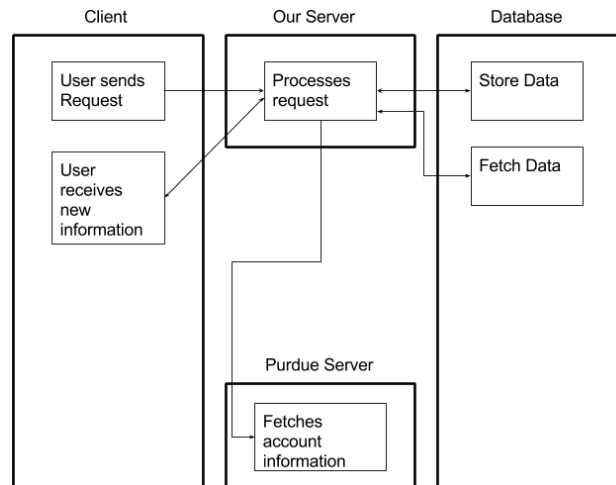 Client
Our Server
Database
User sends
Request
Processes
request
Store Data
User
receives
new
information
Fetch Data
Purdue Server
Fetches
account
information